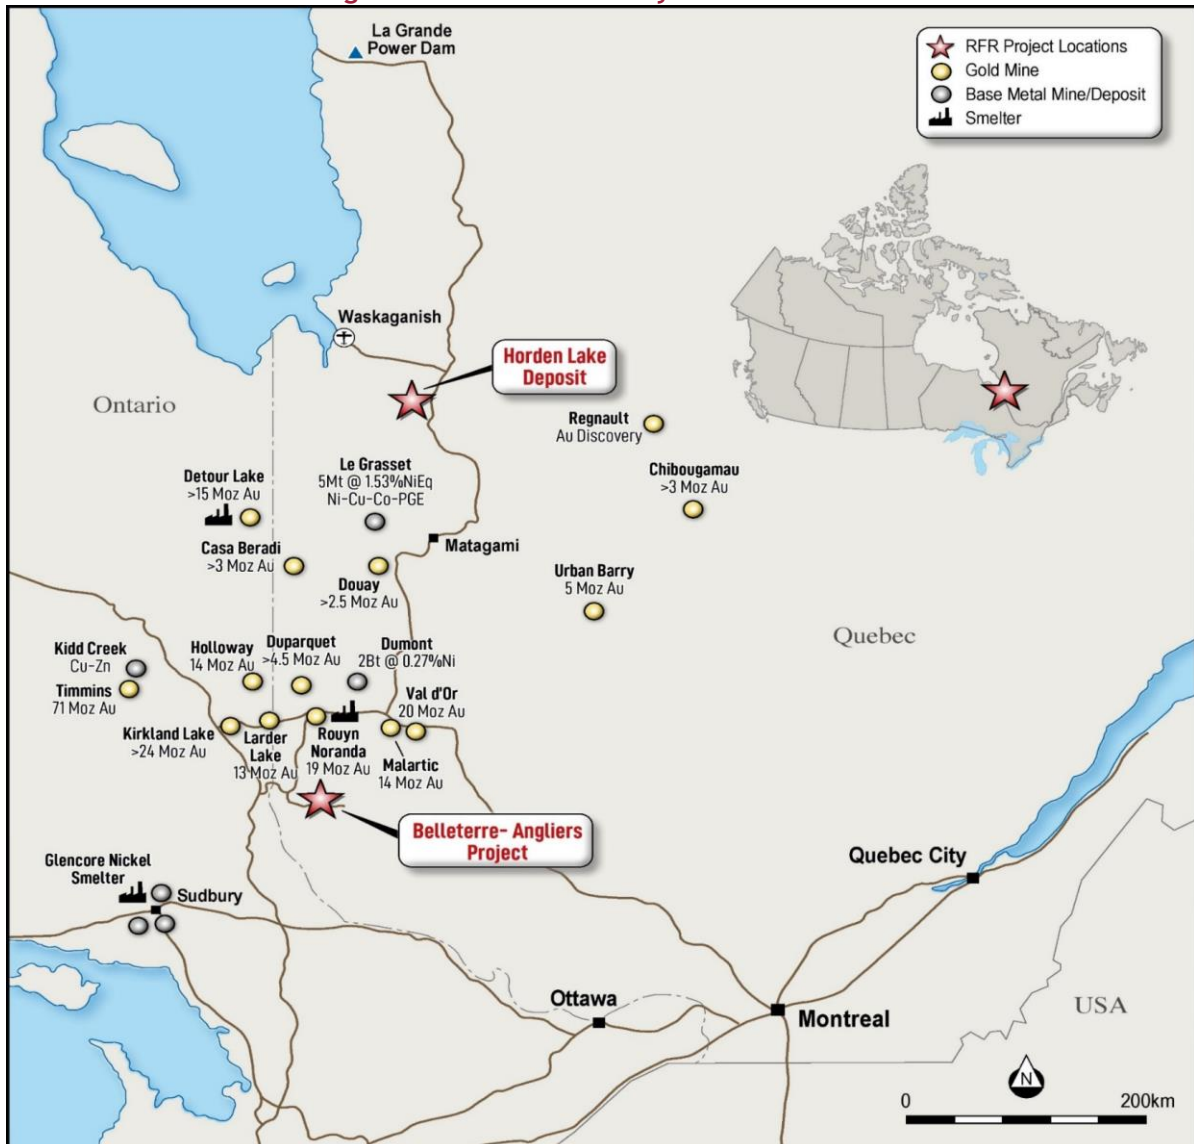 La Grande
Power Dam
RFR Project Locations
Gold Mine
Base Metal Mine/Deposit
Smelter
Waskaganish
Horden Lake
Deposit
Ontario
Regnault
Au Discovery
Le Grasset
5Mt @ 1.53%NiEq
Ni-Cu-Co-PGE
Detour Lake
>15 Moz Au
Chibougamau
>3 Moz Au
Matagami
Casa Beradi
>3 Moz Au
Douay
>2.5 Moz Au
Urban Barry
5 Moz Au
Quebec
Kidd Creek
Cu-Zn
Timmins
71 Moz Au
Holloway
14 Moz Au
Duparquet
>4.5 Moz Au
Dumont
2Bt @ 0.27%Ni
Val d'Or
20 Moz Au
Kirkland Lake
>24 Moz Au
Larder
Lake
13 Moz Au
Rouyn
Noranda
19 Moz Au
Malartic
14 Moz Au
Belleterre- Angliers
Project
Glencore Nickel
Smelter
Sudbury
Quebec City
Ottawa
Montreal
USA
N
0
200km